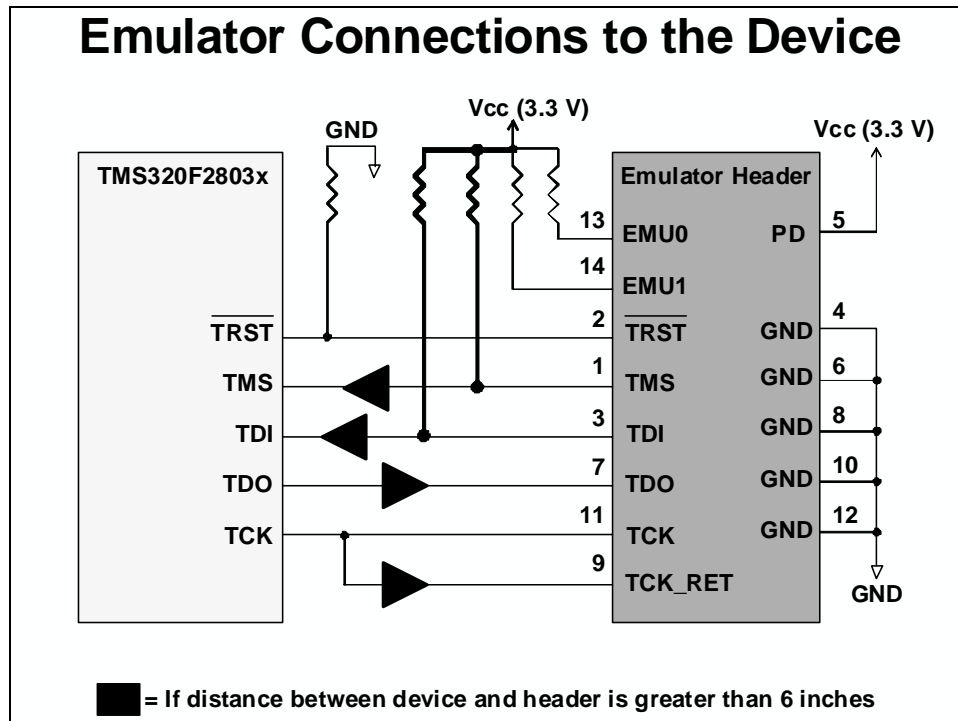 Emulator Connections to the Device
Vcc (3.3 V)
GND
Vcc (3.3 V)
TMS320F2803x
Emulator Header
13
EMU0
PD
5
14
EMU1
TRST
2
TRST
GND
4
TMS
1
TMS
GND
6
TDI
3
TDI
GND
8
TDO
7
TDO
GND
10
TCK
11
TCK
GND
12
9
TCK_RET
GND
= If distance between device and header is greater than 6 inches